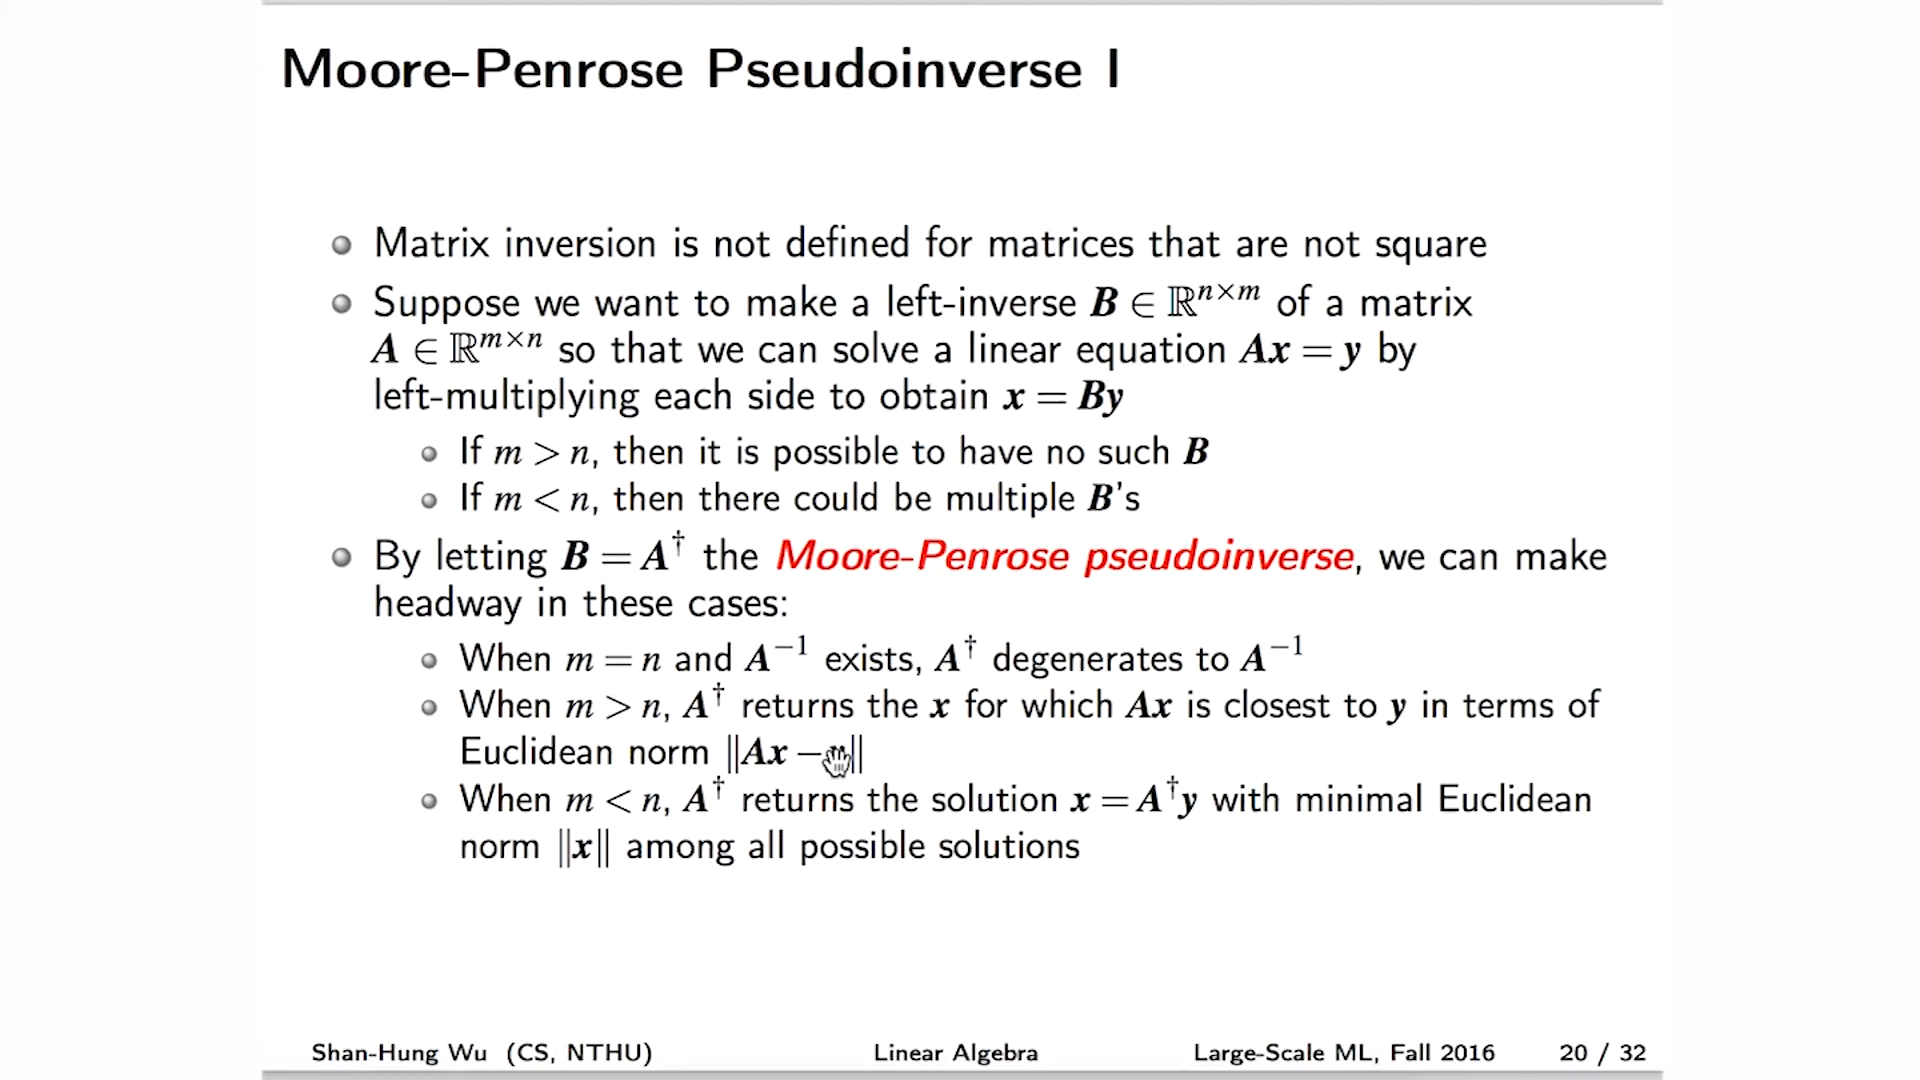 Moore-Penrose Pseudoinverse I
Matrix inversion is not defined for matrices that are not square
Suppose we want to make a left-inverse B ∈ ℝⁿˣᵐ of a matrix
A ∈ ℝᵐˣⁿ so that we can solve a linear equation Ax = y by
left-multiplying each side to obtain x = By
If m > n, then it is possible to have no such B
If m < n, then there could be multiple B's
By letting B = A† the Moore-Penrose pseudoinverse, we can make
headway in these cases:
When m = n and A⁻¹ exists, A† degenerates to A⁻¹
When m > n, A† returns the x for which Ax is closest to y in terms of
Euclidean norm ‖Ax − ‖
When m < n, A† returns the solution x = A†y with minimal Euclidean
norm ‖x‖ among all possible solutions
Shan-Hung Wu (CS, NTHU) Linear Algebra Large-Scale ML, Fall 2016 20 / 32